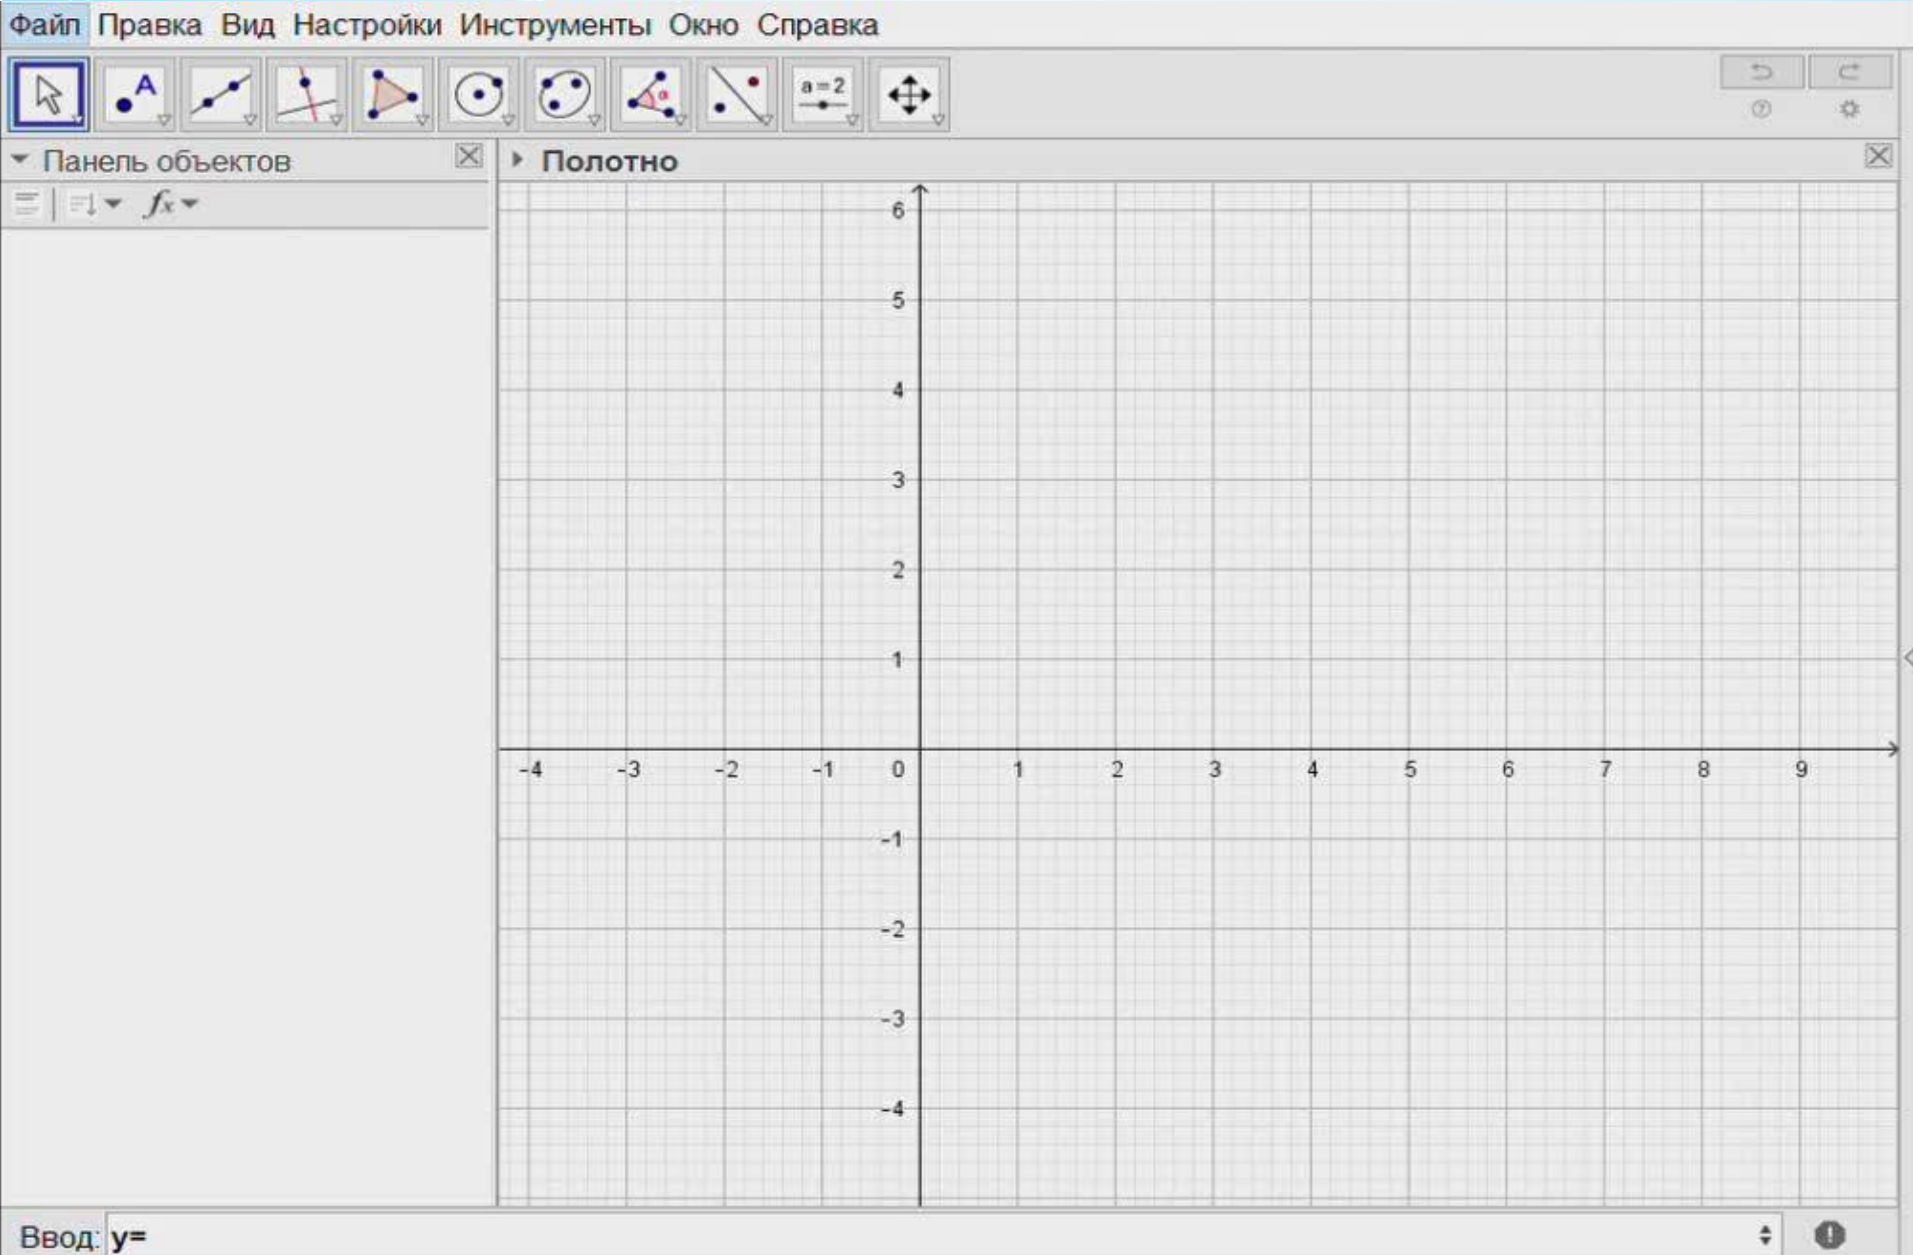 Файл Правка Вид Настройки Инструменты Окно Справка
A
α
a=2
Панель объектов
Полотно
fx
6
5
4
3
2
1
-4 -3 -2 -1 0 1 2 3 4 5 6 7 8 9
-1
-2
-3
-4
Ввод: y=